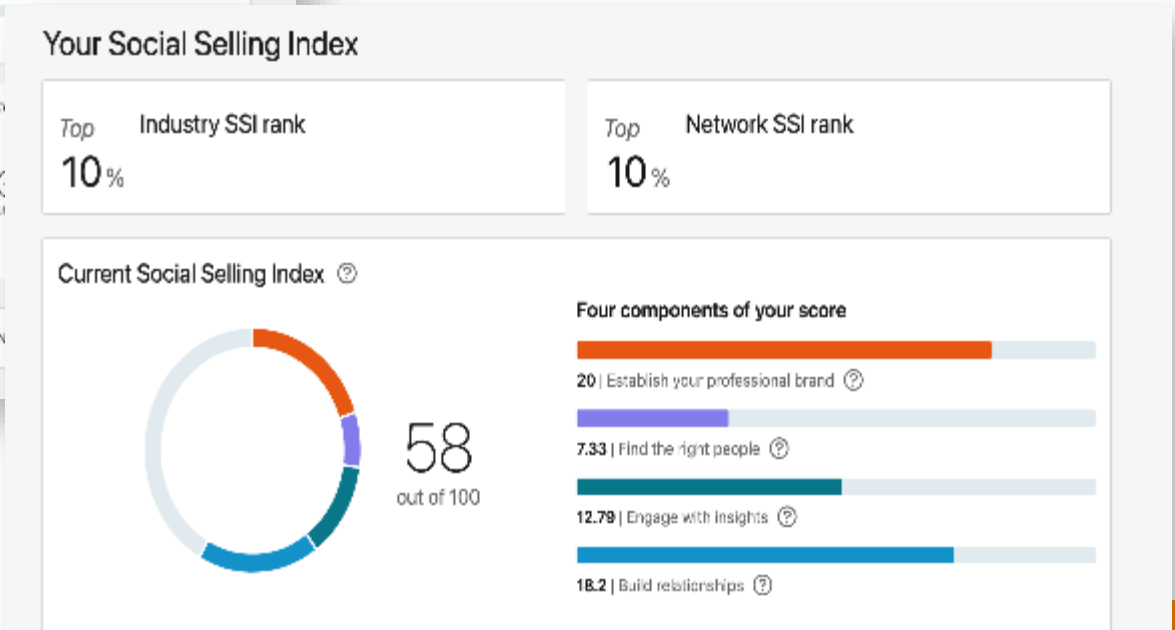 Your Social Selling Index
Top Industry SSI rank
10%
Top Network SSI rank
10%
Current Social Selling Index ?
58
out of 100
Four components of your score
20 | Establish your professional brand ?
7.33 | Find the right people ?
12.79 | Engage with insights ?
18.2 | Build relationships ?